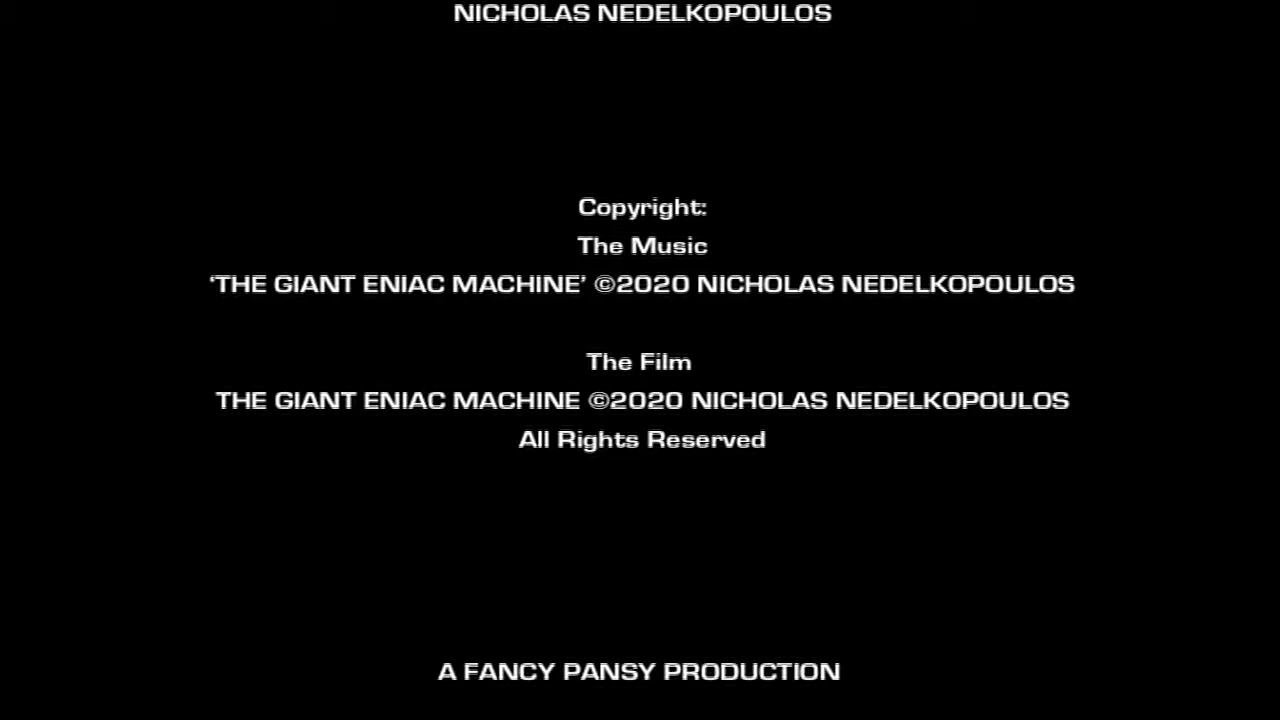 NICHOLAS NEDELKOPOULOS
Copyright:
The Music
‘THE GIANT ENIAC MACHINE’ ©2020 NICHOLAS NEDELKOPOULOS
The Film
THE GIANT ENIAC MACHINE ©2020 NICHOLAS NEDELKOPOULOS
All Rights Reserved
A FANCY PANSY PRODUCTION